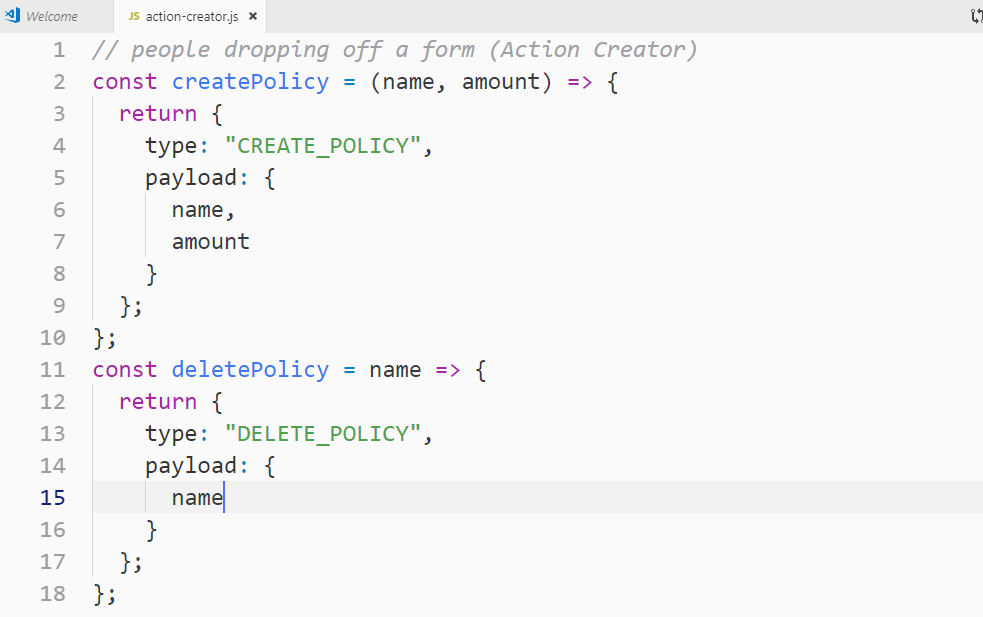 Welcome
JS action-creator.js ×
1 // people dropping off a form (Action Creator)
2 const createPolicy = (name, amount) => {
3   return {
4     type: "CREATE_POLICY",
5     payload: {
6       name,
7       amount
8     }
9   };
10 };
11 const deletePolicy = name => {
12   return {
13     type: "DELETE_POLICY",
14     payload: {
15       name
16     }
17   };
18 };